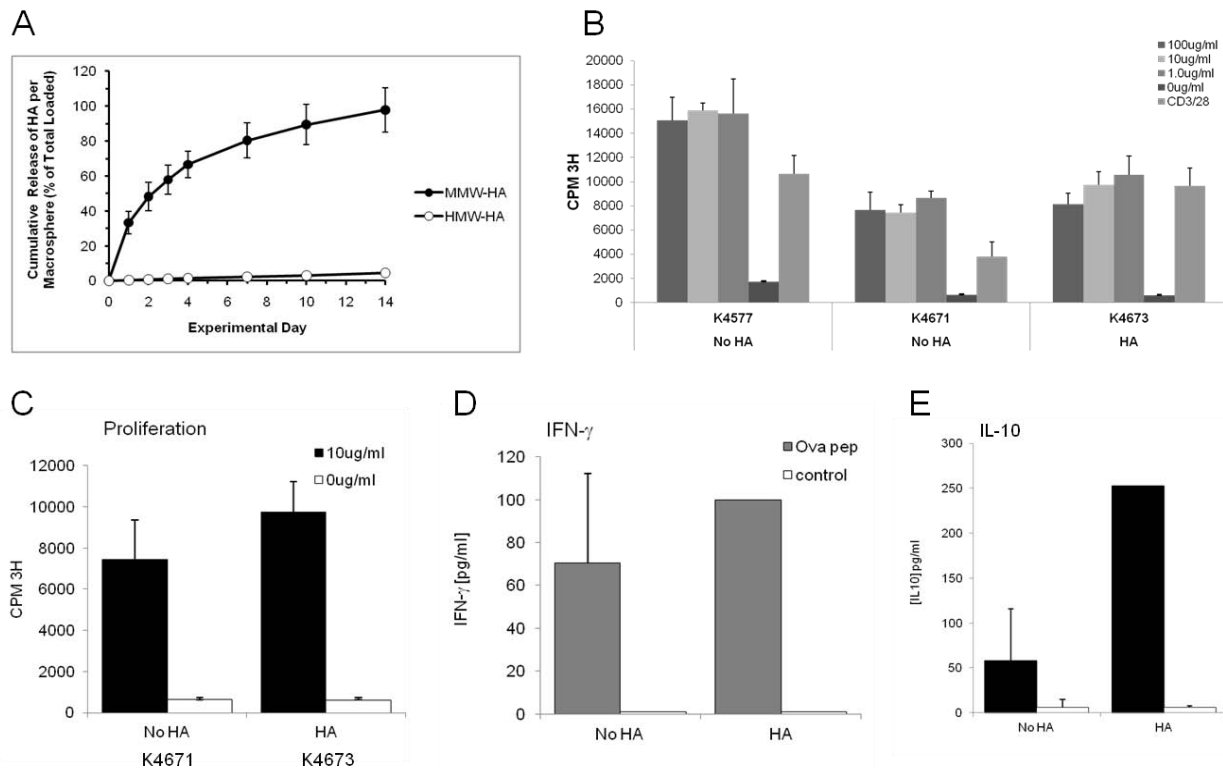 A
Cumulative Release of HA per
Macrosphere (% of Total Loaded)
120
100
80
60
40
20
0
0 2 4 6 8 10 12 14
Experimental Day
MMW-HA
HMW-HA
B
CPM 3H
20000
18000
16000
14000
12000
10000
8000
6000
4000
2000
0
K4577 K4671 K4673
No HA No HA HA
100ug/ml
10ug/ml
1.0ug/ml
0ug/ml
CD3/28
C
Proliferation
10ug/ml
0ug/ml
CPM 3H
12000
10000
8000
6000
4000
2000
0
No HA HA
K4671 K4673
D
IFN-γ
Ova pep
control
IFN-γ [pg/ml]
120
100
80
60
40
20
0
No HA HA
E
IL-10
[IL10] pg/ml
300
250
200
150
100
50
0
No HA HA